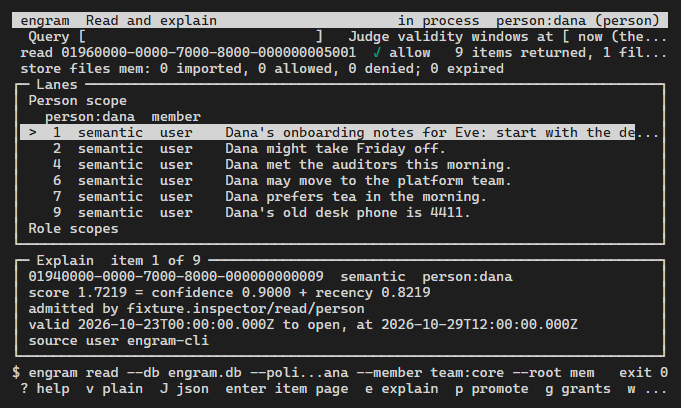 engram  Read and explain                       in process  person:dana (person)
Query [                             ]   Judge validity windows at [ now (the...
read 01960000-0000-7000-8000-000000005001  ✓ allow   9 items returned, 1 fil...
store files mem: 0 imported, 0 allowed, 0 denied; 0 expired
Lanes
Person scope
person:dana  member
>  1  semantic  user    Dana's onboarding notes for Eve: start with the de...
2  semantic  user    Dana might take Friday off.
4  semantic  user    Dana met the auditors this morning.
6  semantic  user    Dana may move to the platform team.
7  semantic  user    Dana prefers tea in the morning.
9  semantic  user    Dana's old desk phone is 4411.
Role scopes
Explain  item 1 of 9
01940000-0000-7000-8000-000000000009  semantic  person:dana
score 1.7219 = confidence 0.9000 + recency 0.8219
admitted by fixture.inspector/read/person
valid 2026-10-23T00:00:00.000Z to open, at 2026-10-29T12:00:00.000Z
source user engram-cli
$ engram read --db engram.db --poli...ana --member team:core --root mem   exit 0
? help  v plain  J json  enter item page  e explain  p promote  g grants  w ...